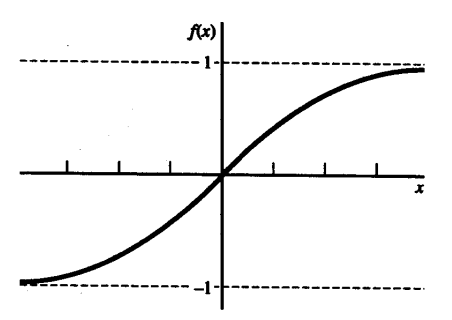 f(x)
1
x
–1